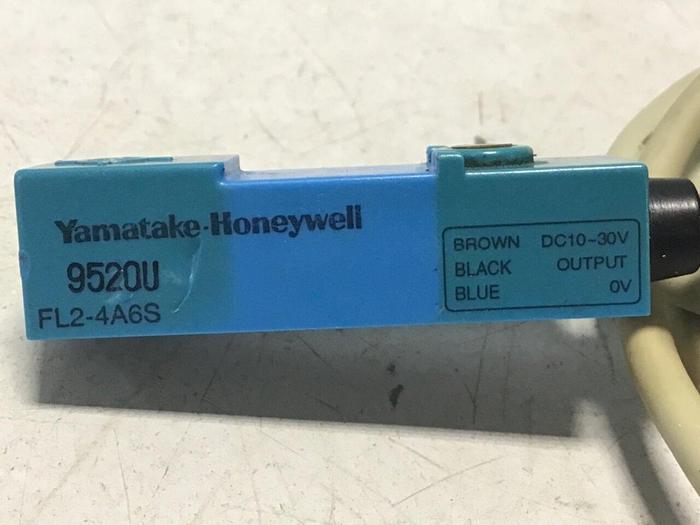 Yamatake-Honeywell
9520U
FL2-4A6S
BROWN DC10~30V
BLACK OUTPUT
BLUE 0V